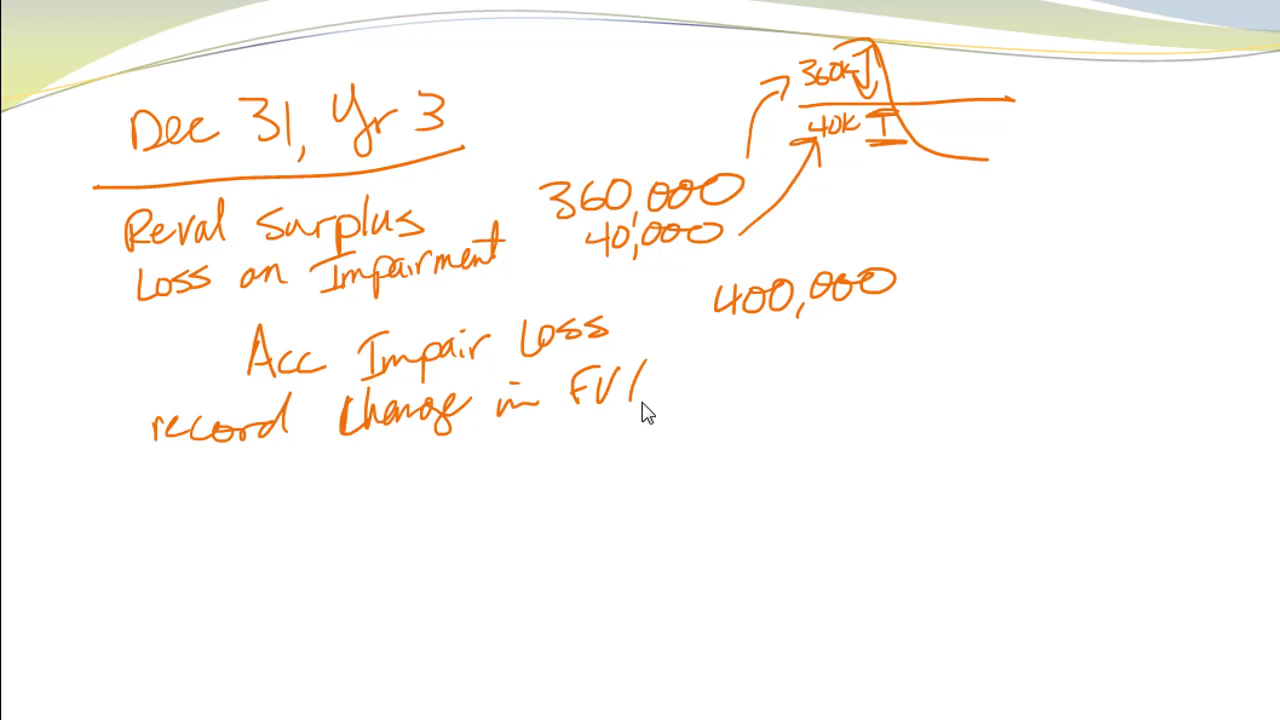 Dec 31, Yr 3
360k
40k
Reval Surplus 360,000
Loss on Impairment 40,000
Acc Impair Loss 400,000
record change in FV/